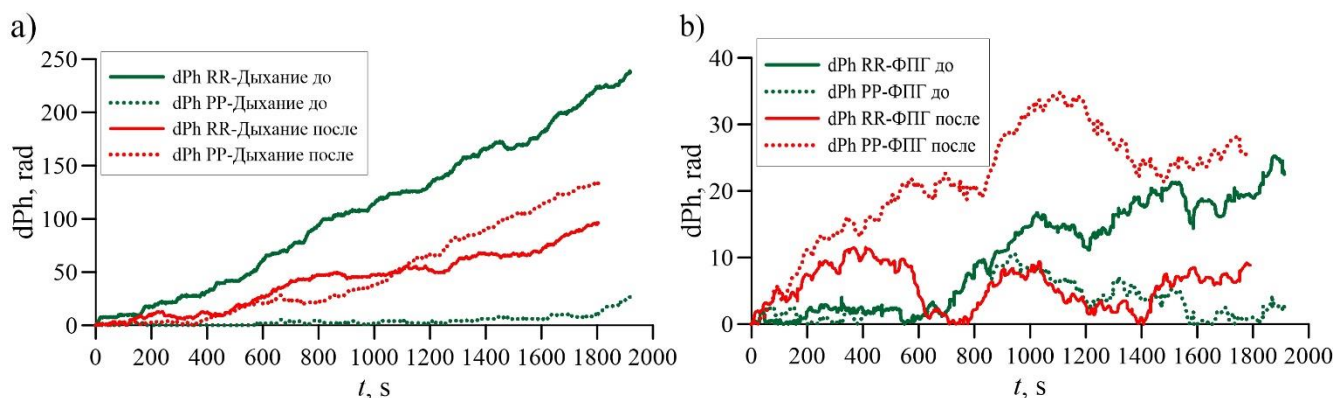 a)
250
200
150
100
50
0
dPh, rad
dPh RR-Дыхание до
dPh PP-Дыхание до
dPh RR-Дыхание после
dPh PP-Дыхание после
0 200 400 600 800 1000 1200 1400 1600 1800 2000
t, s
b)
40
30
20
10
0
dPh, rad
dPh RR-ФПГ до
dPh PP-ФПГ до
dPh RR-ФПГ после
dPh PP-ФПГ после
0 200 400 600 800 1000 1200 1400 1600 1800 2000
t, s